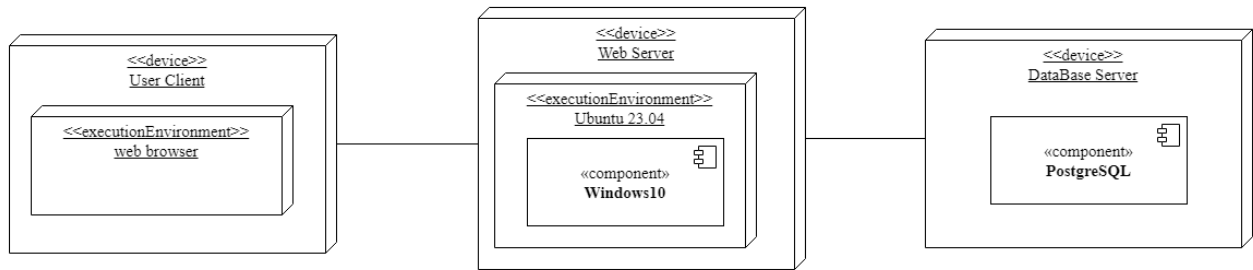 <<device>>
User Client
<<executionEnvironment>>
web browser
<<device>>
Web Server
<<executionEnvironment>>
Ubuntu 23.04
«component»
Windows10
<<device>>
DataBase Server
«component»
PostgreSQL